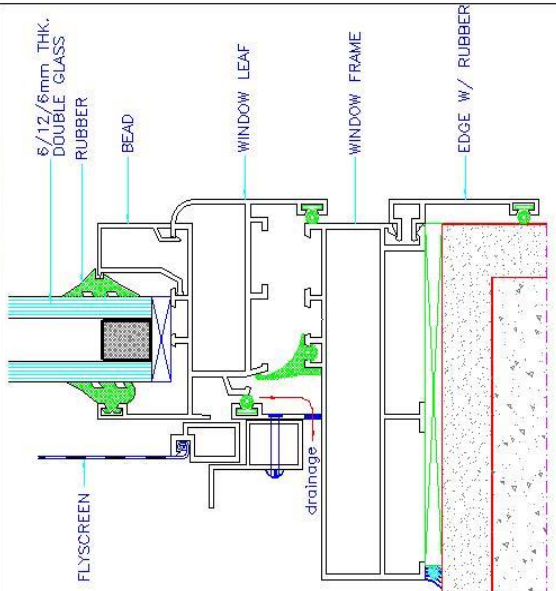 6/12/6mm THK.
DOUBLE GLASS
RUBBER
BEAD
WINDOW LEAF
WINDOW FRAME
EDGE W/ RUBBER
FLYSCREEN
drainage